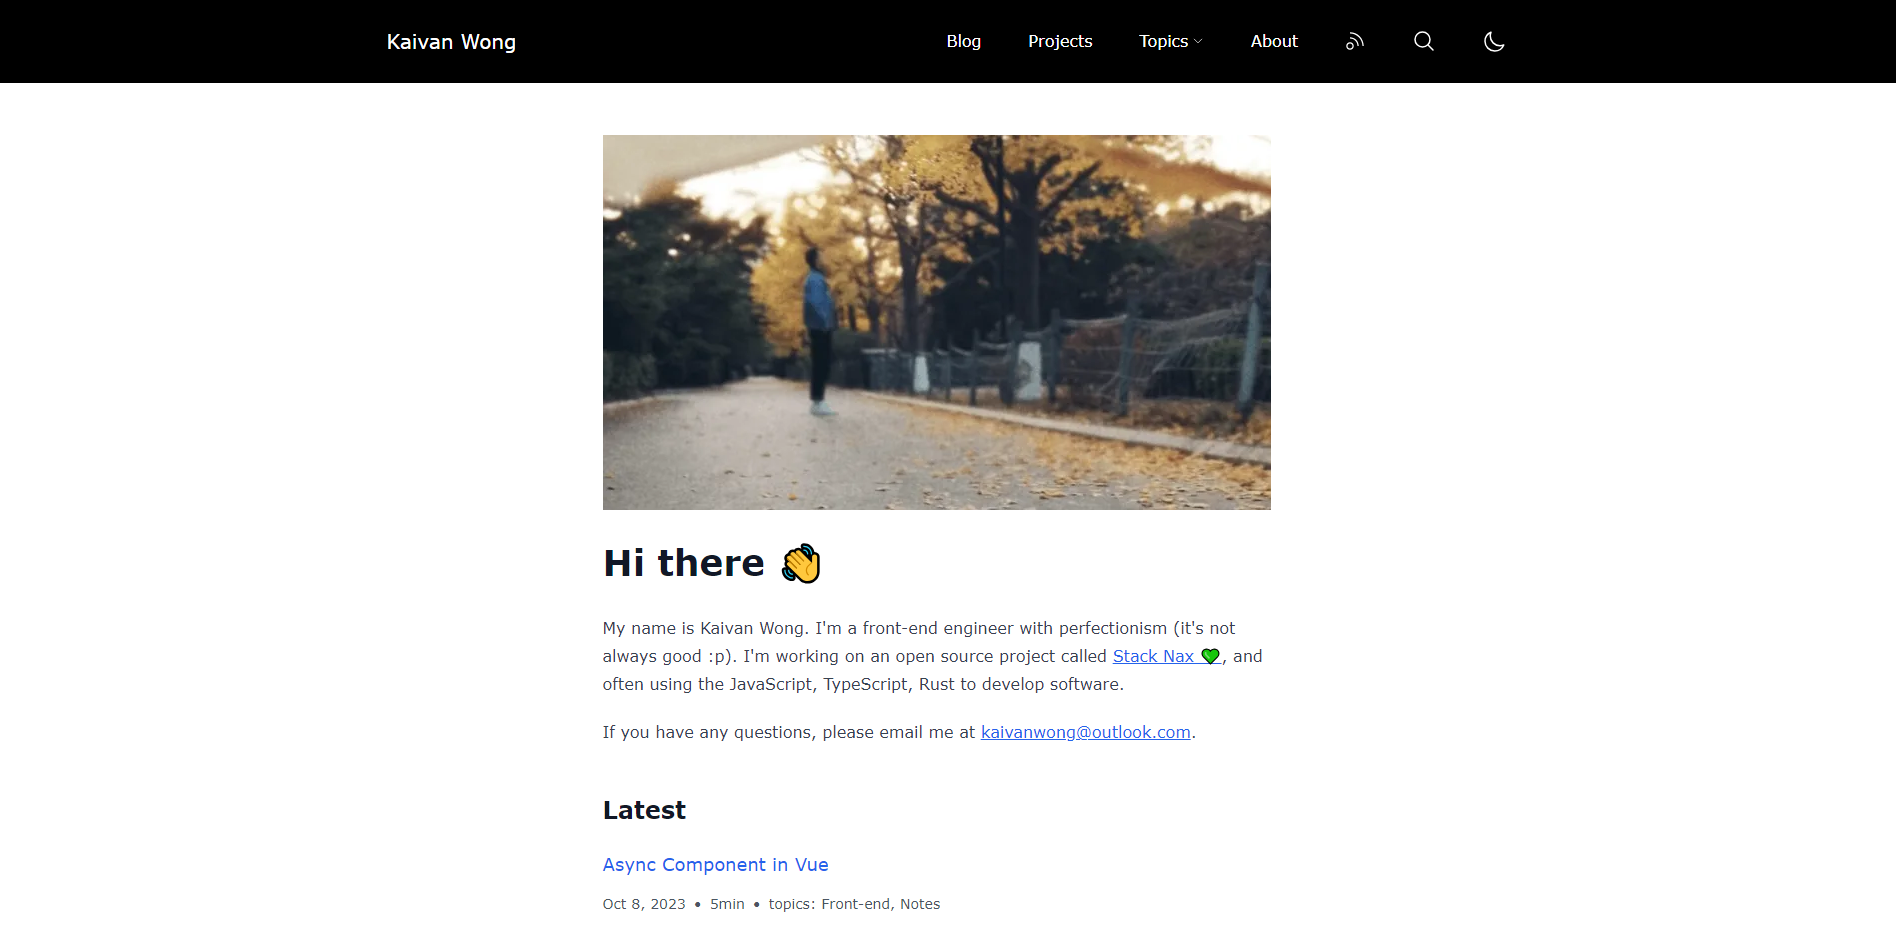 Kaivan Wong
Blog
Projects
Topics
About
Hi there 👋
My name is Kaivan Wong. I'm a front-end engineer with perfectionism (it's not
always good :p). I'm working on an open source project called Stack Nax 💚, and
often using the JavaScript, TypeScript, Rust to develop software.
If you have any questions, please email me at kaivanwong@outlook.com.
Latest
Async Component in Vue
Oct 8, 2023 • 5min • topics: Front-end, Notes